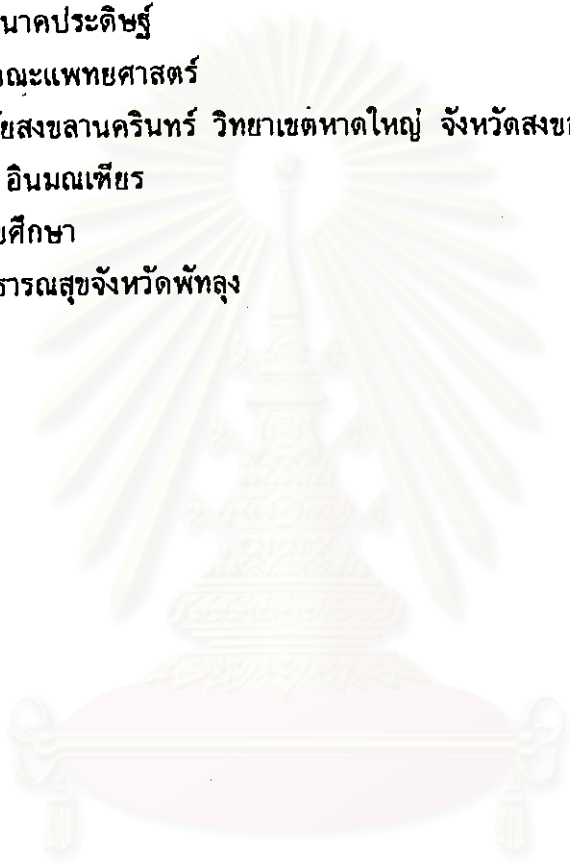 นาคประดิษฐ์
คณะแพทยศาสตร์
ัยสงขลานครินทร์ วิทยาเขตหาดใหญ่ จังหวัดสงข
อินมณเฑียร
ศึกษา
ธารณสุขจังหวัดพัทลุง